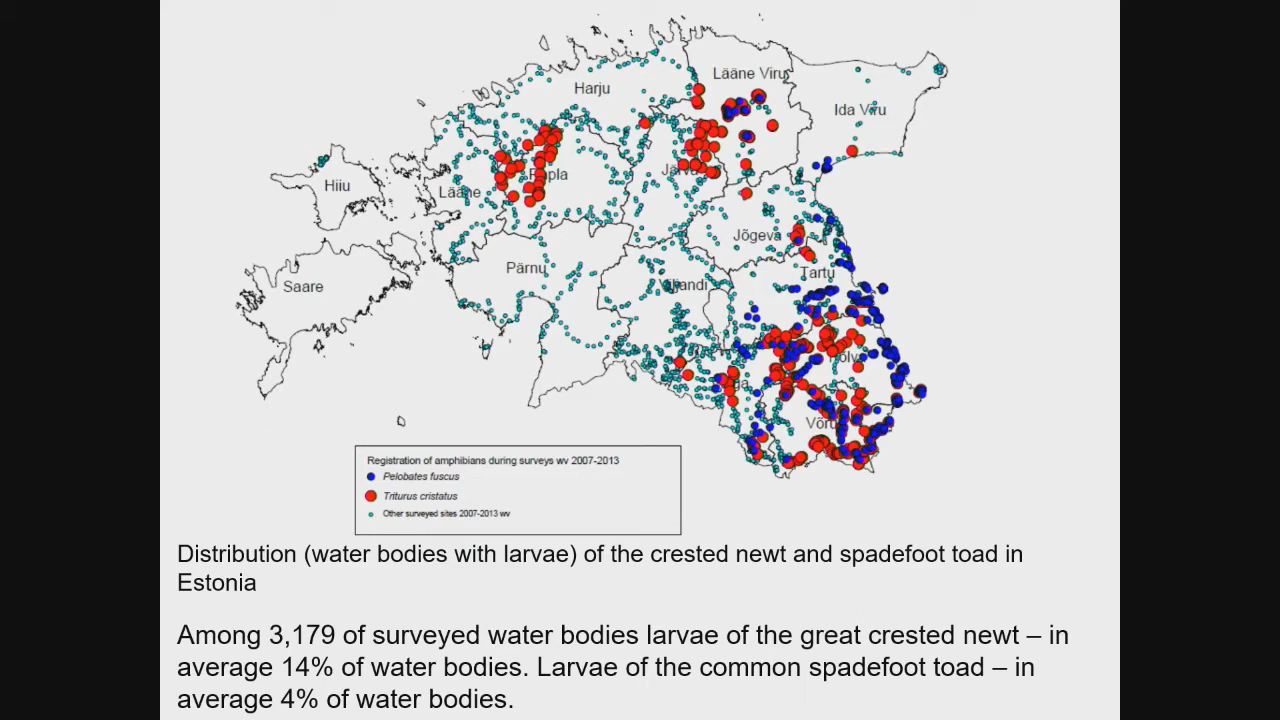 Lääne Viru
Harju
Ida Viru
Rapla
Järva
Hiiu
Lääne
Jõgeva
Pärnu
Tartu
Saare
Viljandi
Põlva
Valga
Võru
Registration of amphibians during surveys wv 2007-2013
Pelobates fuscus
Triturus cristatus
Other surveyed sites 2007-2013 wv
Distribution (water bodies with larvae) of the crested newt and spadefoot toad in
Estonia
Among 3,179 of surveyed water bodies larvae of the great crested newt – in
average 14% of water bodies. Larvae of the common spadefoot toad – in
average 4% of water bodies.